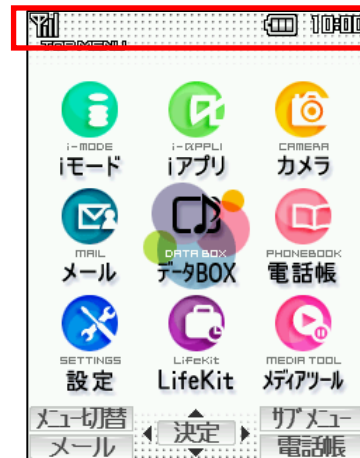 10:00
TOP MENU
i-MODE i-αPPLI CAMERA
iモード iアプリ カメラ
MAIL DATA BOX PHONEBOOK
メール データBOX 電話帳
SETTINGS LifeKit MEDIA TOOL
設定 LifeKit メディアツール
メニュー切替 サブメニュー
決定
メール 電話帳